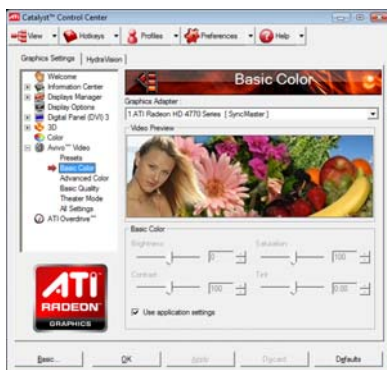 ATI Catalyst™ Control Center
View Hotkeys Profiles Preferences Help
Graphics Settings HydraVision
Welcome
Information Center
Displays Manager
Display Options
Digital Panel (DVI) 3
3D
Color
Avivo™ Video
Presets
Basic Color
Advanced Color
Basic Quality
Theater Mode
All Settings
ATI Overdrive™
ATI
RADEON
GRAPHICS
Basic Color
Graphics Adapter
1.ATI Radeon HD 4770 Series [ SyncMaster ]
Video Preview
Basic Color
Brightness 0 Saturation 100
Contrast 100 Tint 0.00
Use application settings
Basic... OK Apply Discard Defaults